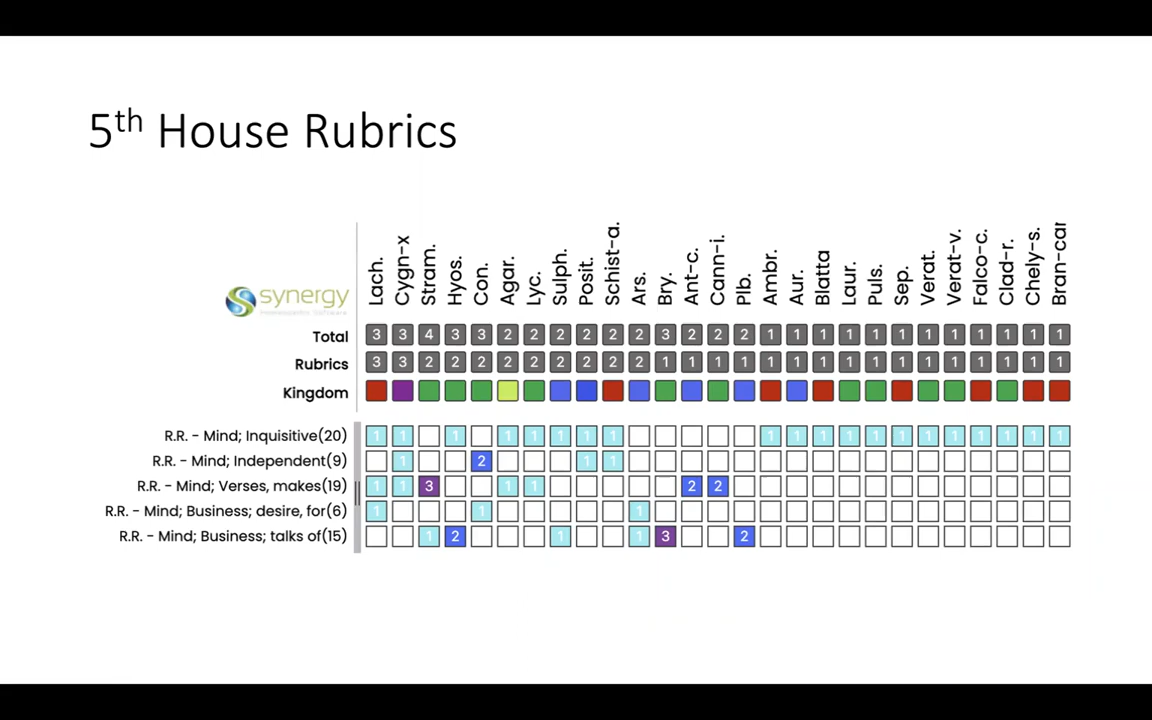 5th House Rubrics
synergy
Lach. Cygn-x Stram. Hyos. Con. Agar. Lyc. Sulph. Posit. Schist-a. Ars. Bry. Ant-c. Cann-i. Plb. Ambr. Aur. Blatta Laur. Puls. Sep. Verat. Verat-v. Falco-c. Clad-r. Chely-s. Bran-car
Total 3 3 4 3 3 2 2 2 2 2 2 3 2 2 2 1 1 1 1 1 1 1 1 1 1 1 1
Rubrics 3 3 2 2 2 2 2 2 2 2 2 1 1 1 1 1 1 1 1 1 1 1 1 1 1 1 1
Kingdom
R.R. - Mind; Inquisitive(20) 1 1 1 1 1 1 1 1 1 1 1 1 1 1 1 1 1 1 1 1
R.R. - Mind; Independent(9) 1 2 1 1
R.R. - Mind; Verses, makes(19) 1 1 3 1 1 2 2
R.R. - Mind; Business; desire, for(6) 1 1 1
R.R. - Mind; Business; talks of(15) 1 2 1 1 3 2